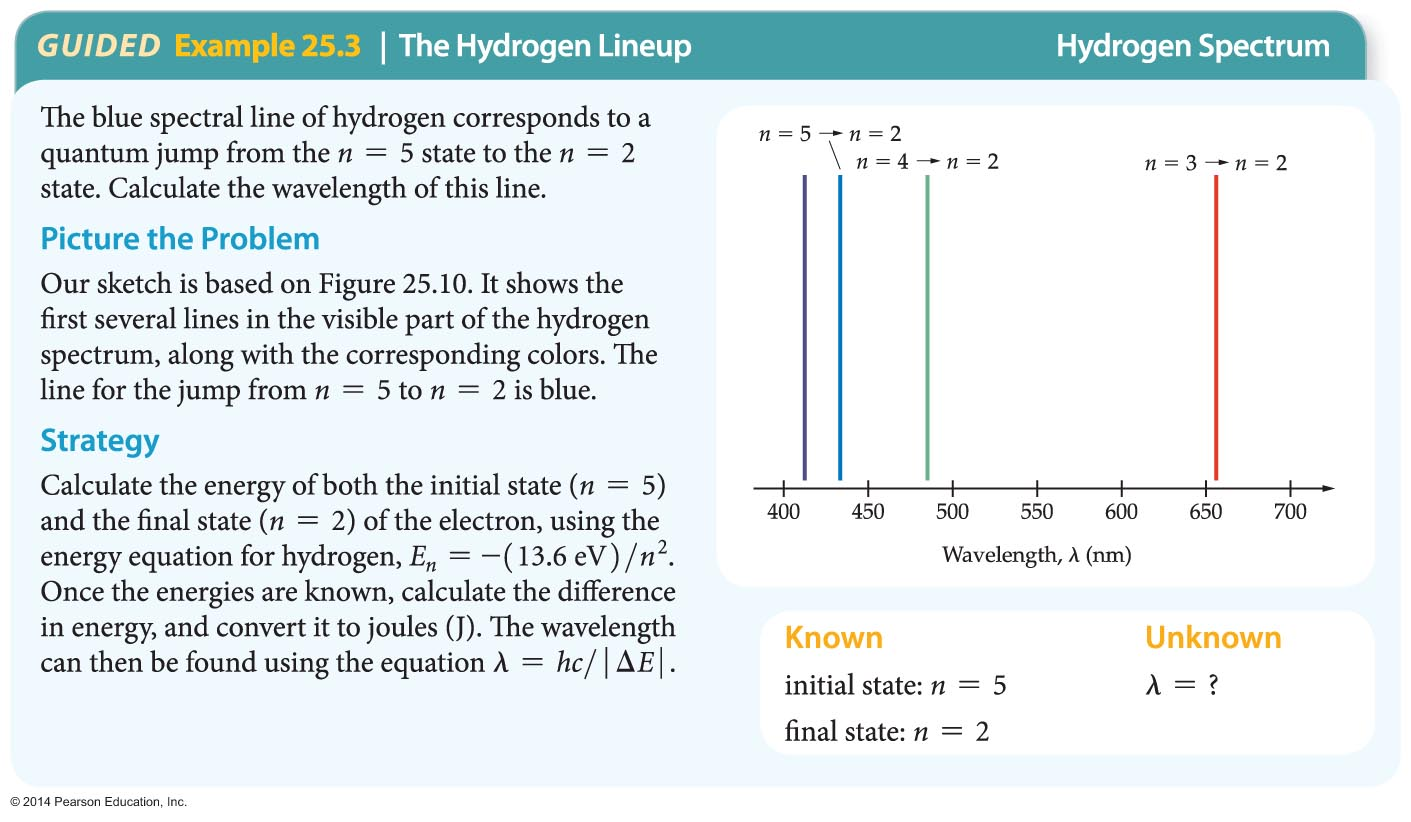 GUIDED Example 25.3 | The Hydrogen Lineup
Hydrogen Spectrum
The blue spectral line of hydrogen corresponds to a
quantum jump from the n = 5 state to the n = 2
state. Calculate the wavelength of this line.
Picture the Problem
Our sketch is based on Figure 25.10. It shows the
first several lines in the visible part of the hydrogen
spectrum, along with the corresponding colors. The
line for the jump from n = 5 to n = 2 is blue.
Strategy
Calculate the energy of both the initial state (n = 5)
and the final state (n = 2) of the electron, using the
energy equation for hydrogen, Eₙ = −(13.6 eV)/n².
Once the energies are known, calculate the difference
in energy, and convert it to joules (J). The wavelength
can then be found using the equation λ = hc/|ΔE|.
n = 5 → n = 2
n = 4 → n = 2
n = 3 → n = 2
400 450 500 550 600 650 700
Wavelength, λ (nm)
Known
initial state: n = 5
final state: n = 2
Unknown
λ = ?
© 2014 Pearson Education, Inc.